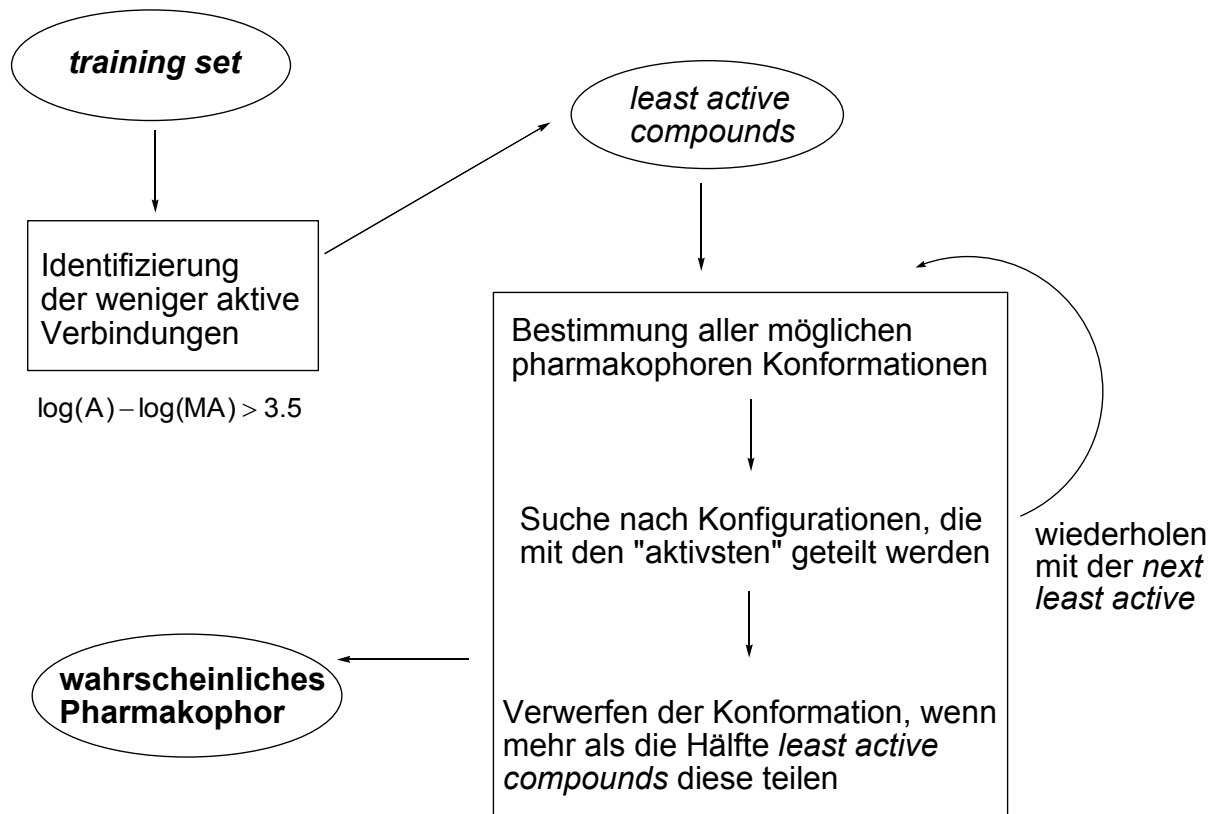 training set
least active
compounds
Identifizierung
der weniger aktive
Verbindungen
log(A) – log(MA) > 3.5
Bestimmung aller möglichen
pharmakophoren Konformationen
Suche nach Konfigurationen, die
mit den "aktivsten" geteilt werden
wiederholen
mit der next
least active
Verwerfen der Konformation, wenn
mehr als die Hälfte least active
compounds diese teilen
wahrscheinliches
Pharmakophor